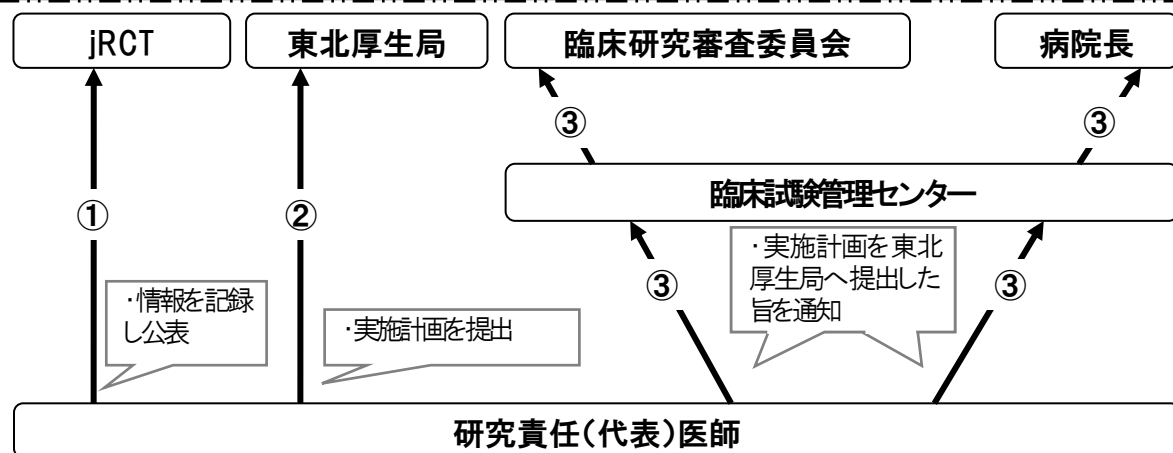 jRCT
東北厚生局
臨床研究審査委員会
病院長
③
③
臨床試験管理センター
①
②
・実施計画を東北
厚生局へ提出した
旨を通知
③
③
・情報を記録
し公表
・実施計画を提出
研究責任(代表)医師